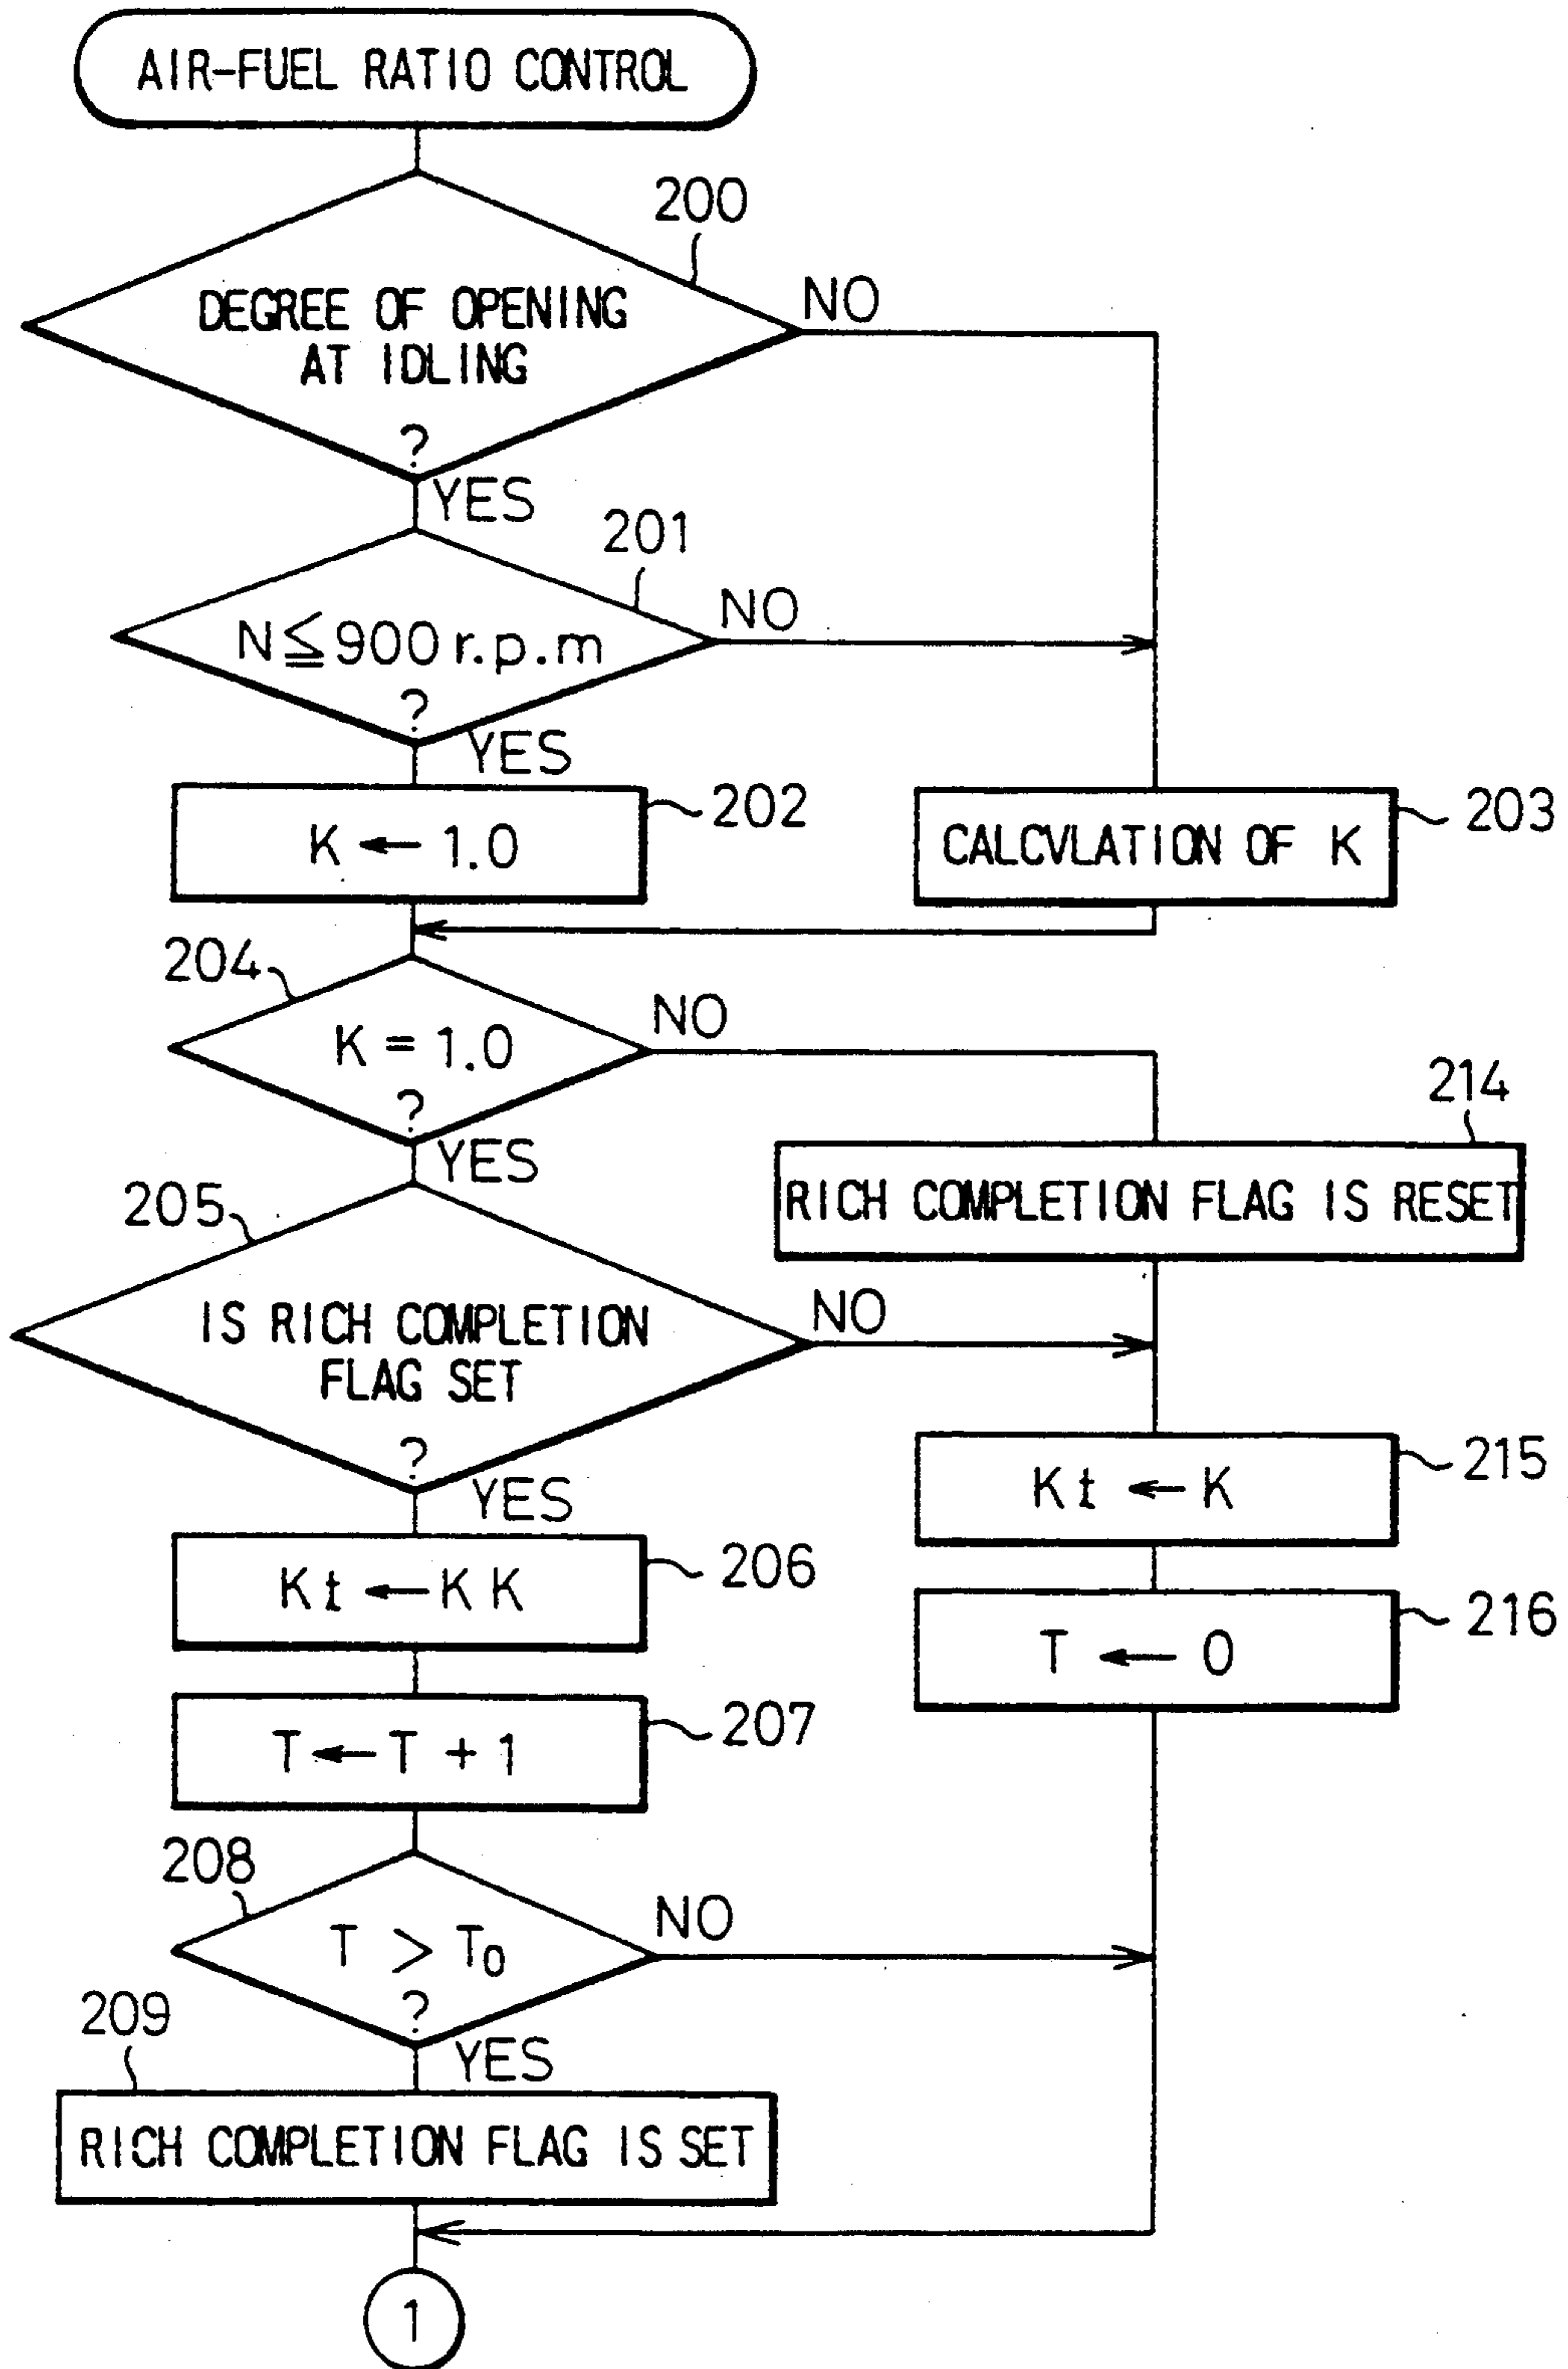 AIR-FUEL RATIO CONTROL
200
DEGREE OF OPENING
AT IDLING
?
NO
YES
201
N≦900 r.p.m
?
NO
YES
K ← 1.0
202
CALCVLATION OF K
203
204
K = 1.0
?
NO
YES
214
RICH COMPLETION FLAG IS RESET
205
IS RICH COMPLETION
FLAG SET
?
NO
YES
Kt ← K
215
Kt ← KK
206
T ← 0
216
T ← T + 1
207
208
T > T0
?
NO
YES
209
RICH COMPLETION FLAG IS SET
1